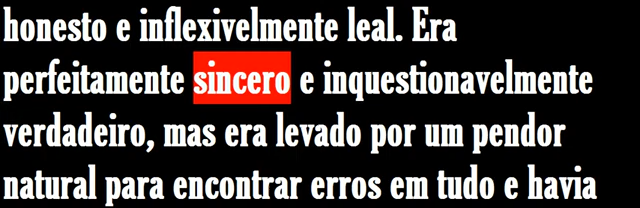 honesto e inflexivelmente leal. Era
perfeitamente sincero e inquestionavelmente
verdadeiro, mas era levado por um pendor
natural para encontrar erros em tudo e havia